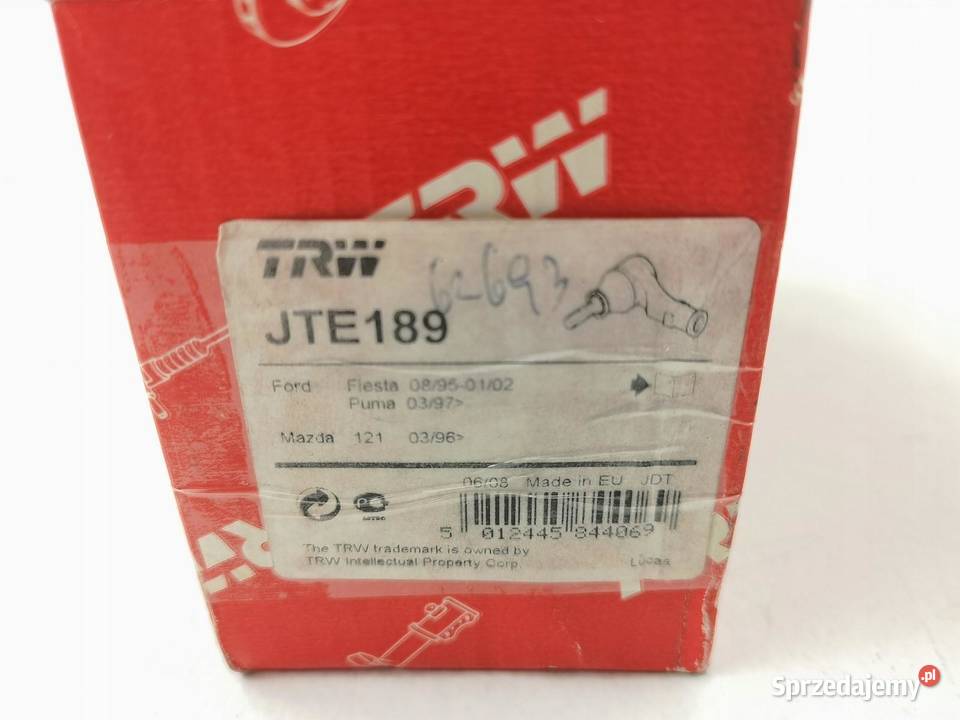 TRW
TRW
62693
JTE189
Ford Fiesta 08/95-01/02
Puma 03/97>
Mazda 121 03/96>
06/08 Made in EU JDT
5 012445 844069
The TRW trademark is owned by
TRW Intellectual Property Corp.
Lucas
Sprzedajemy.pl